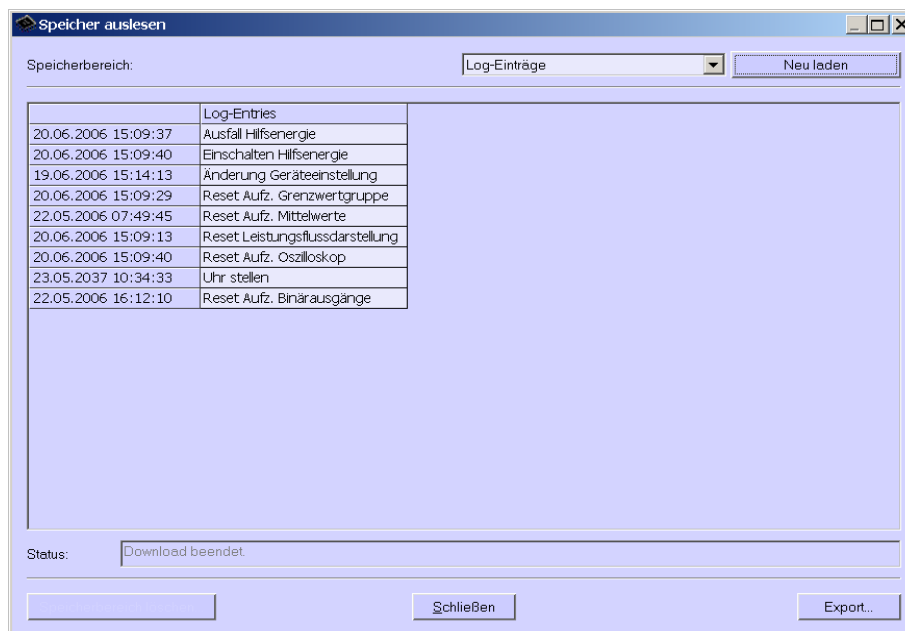 Speicher auslesen
Speicherbereich: Log-Einträge Neu laden
Log-Entries
20.06.2006 15:09:37 Ausfall Hilfsenergie
20.06.2006 15:09:40 Einschalten Hilfsenergie
19.06.2006 15:14:13 Änderung Geräteeinstellung
20.06.2006 15:09:29 Reset Aufz. Grenzwertgruppe
22.05.2006 07:49:45 Reset Aufz. Mittelwerte
20.06.2006 15:09:13 Reset Leistungsflussdarstellung
20.06.2006 15:09:40 Reset Aufz. Oszilloskop
23.05.2037 10:34:33 Uhr stellen
22.05.2006 16:12:10 Reset Aufz. Binärausgänge
Status: Download beendet.
Schließen Export...